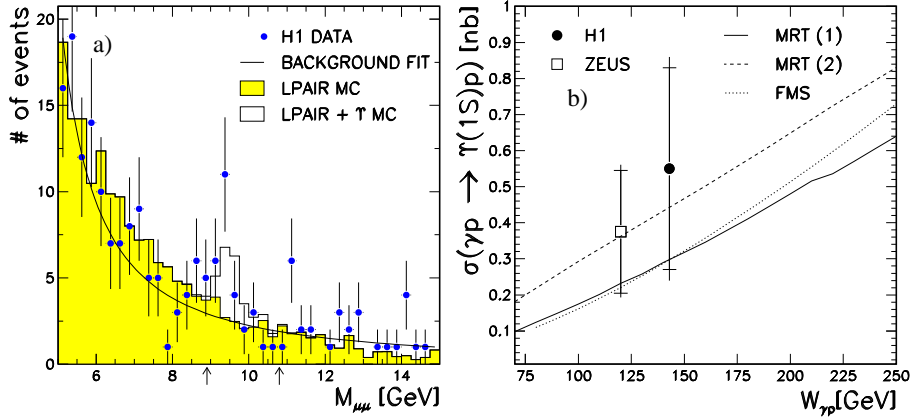 a)
H1 DATA
BACKGROUND FIT
LPAIR MC
LPAIR + ϒ MC
# of events
20
15
10
5
0
6 8 10 12 14
M_μμ [GeV]
b)
H1
ZEUS
MRT (1)
MRT (2)
FMS
σ(γp → ϒ(1S)p) [nb]
1
0.9
0.8
0.7
0.6
0.5
0.4
0.3
0.2
0.1
75 100 125 150 175 200 225 250
W_γp[GeV]